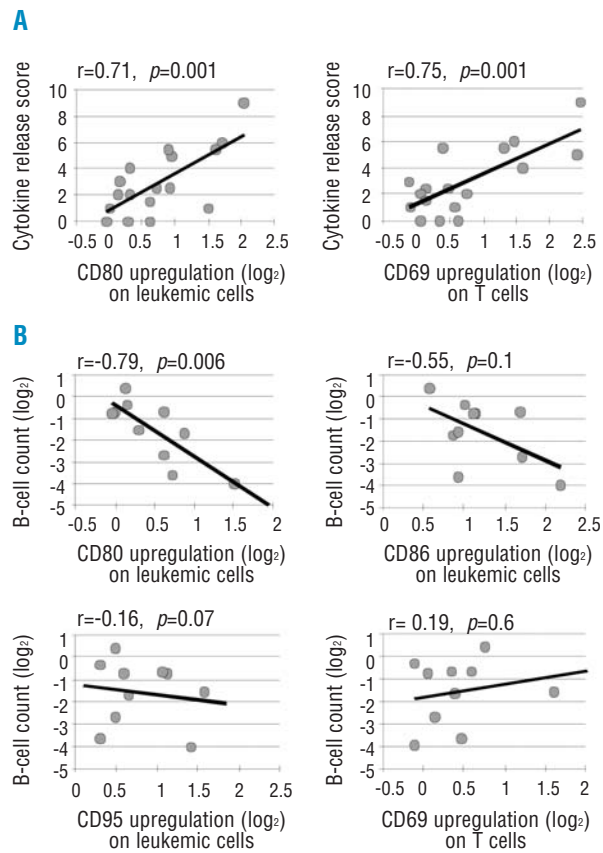 A
r=0.71, p=0.001
Cytokine release score
10
8
6
4
2
0
-0.5 0 0.5 1 1.5 2 2.5
CD80 upregulation (log2)
on leukemic cells
r=0.75, p=0.001
Cytokine release score
10
8
6
4
2
0
-0.5 0 0.5 1 1.5 2 2.5
CD69 upregulation (log2)
on T cells
B
r=-0.79, p=0.006
B-cell count (log2)
1
0
-1
-2
-3
-4
-5
-0.5 0 0.5 1 1.5 2
CD80 upregulation (log2)
on leukemic cells
r=-0.55, p=0.1
B-cell count (log2)
1
0
-1
-2
-3
-4
-5
0 0.5 1 1.5 2 2.5
CD86 upregulation (log2)
on leukemic cells
r=-0.16, p=0.07
B-cell count (log2)
1
0
-1
-2
-3
-4
-5
0 0.5 1 1.5 2 2.5
CD95 upregulation (log2)
on leukemic cells
r= 0.19, p=0.6
B-cell count (log2)
1
0
-1
-2
-3
-4
-5
-0.5 0 0.5 1 1.5 2
CD69 upregulation (log2)
on T cells